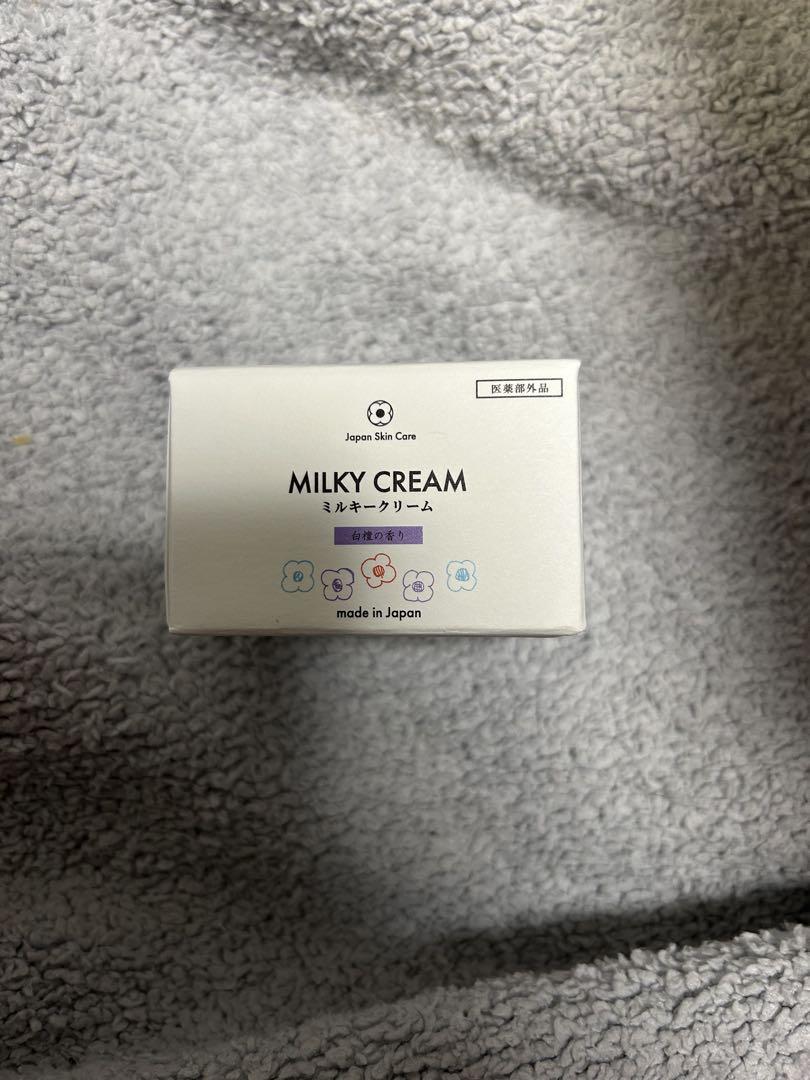 医薬部外品
Japan Skin Care
MILKY CREAM
ミルキークリーム
白檀の香り
made in Japan